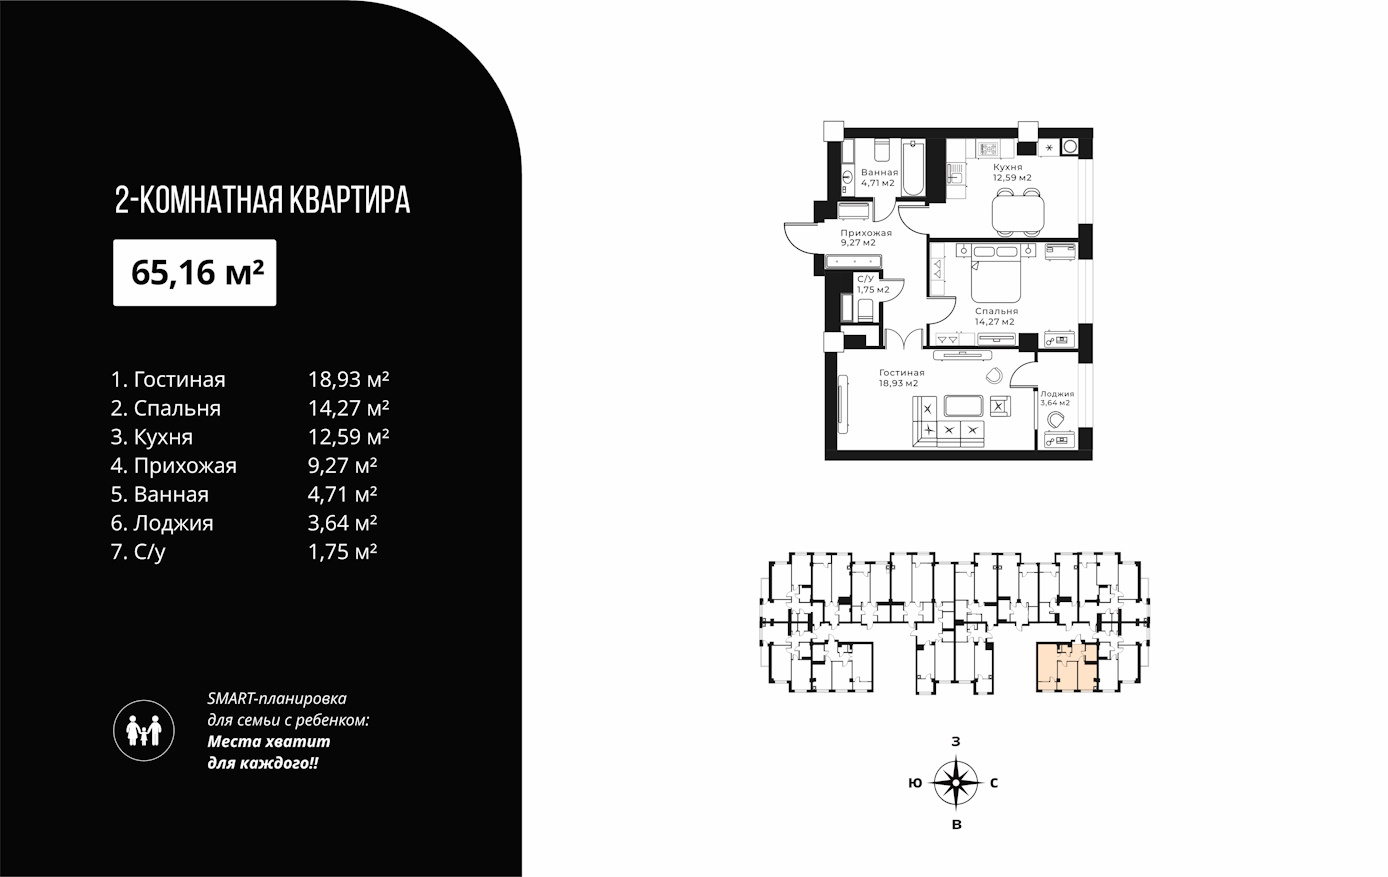 2-КОМНАТНАЯ КВАРТИРА
65,16 м²
1. Гостиная 18,93 м²
2. Спальня 14,27 м²
3. Кухня 12,59 м²
4. Прихожая 9,27 м²
5. Ванная 4,71 м²
6. Лоджия 3,64 м²
7. С/у 1,75 м²
SMART-планировка
для семьи с ребенком:
Места хватит
для каждого!!
Ванная
4,71 м2
Кухня
12,59 м2
Прихожая
9,27 м2
С/У
1,75 м2
Спальня
14,27 м2
Гостиная
18,93 м2
Лоджия
3,64 м2
З
Ю С
В